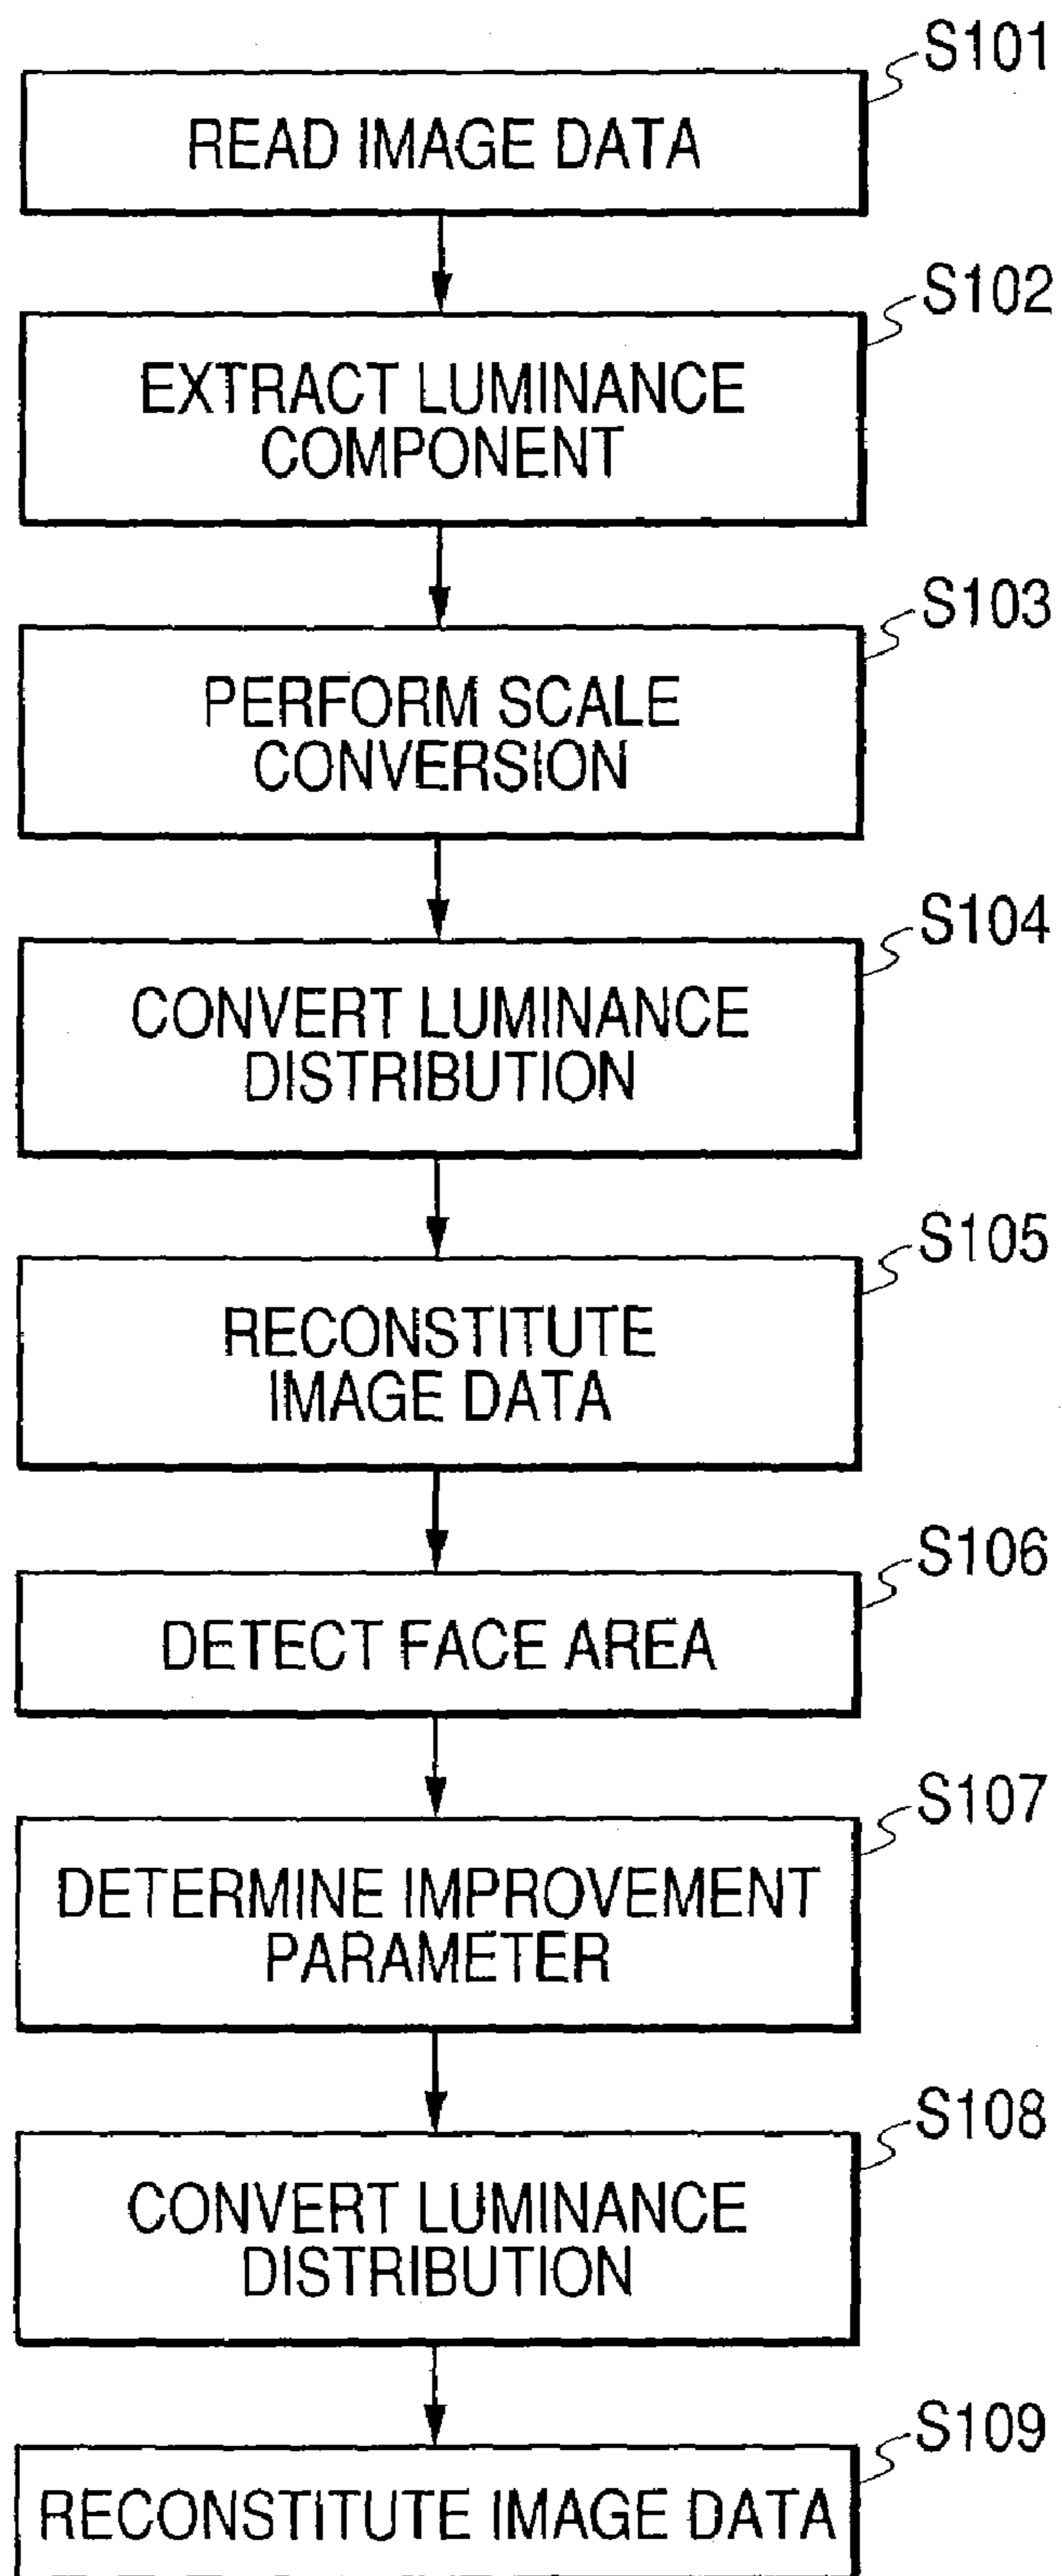 S101
READ IMAGE DATA
S102
EXTRACT LUMINANCE
COMPONENT
S103
PERFORM SCALE
CONVERSION
S104
CONVERT LUMINANCE
DISTRIBUTION
S105
RECONSTITUTE
IMAGE DATA
S106
DETECT FACE AREA
S107
DETERMINE IMPROVEMENT
PARAMETER
S108
CONVERT LUMINANCE
DISTRIBUTION
S109
RECONSTITUTE IMAGE DATA